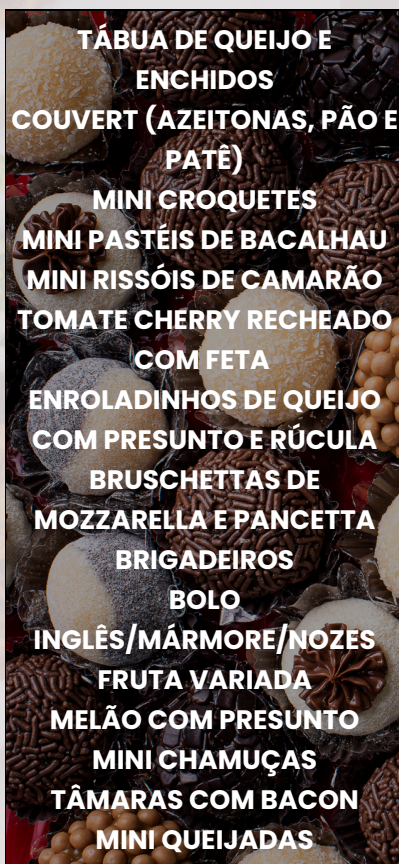 TÁBUA DE QUEIJO E
ENCHIDOS
COUVERT (AZEITONAS, PÃO E
PATÊ)
MINI CROQUETES
MINI PASTÉIS DE BACALHAU
MINI RISSÓIS DE CAMARÃO
TOMATE CHERRY RECHEADO
COM FETA
ENROLADINHOS DE QUEIJO
COM PRESUNTO E RÚCULA
BRUSCHETTAS DE
MOZZARELLA E PANCETTA
BRIGADEIROS
BOLO
INGLÊS/MÁRMORE/NOZES
FRUTA VARIADA
MELÃO COM PRESUNTO
MINI CHAMUÇAS
TÂMARAS COM BACON
MINI QUEIJADAS